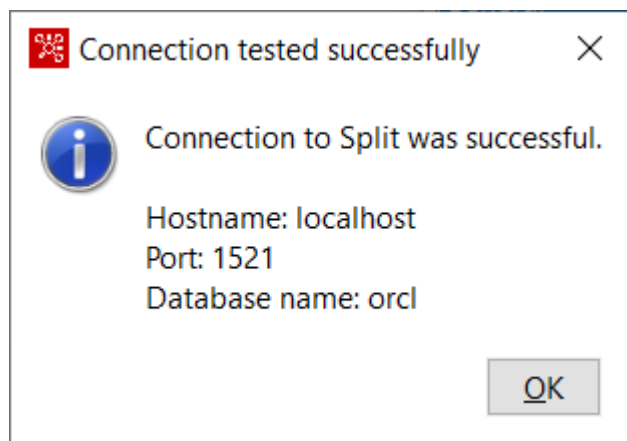 Connection tested successfully
Connection to Split was successful.
Hostname: localhost
Port: 1521
Database name: orcl
OK